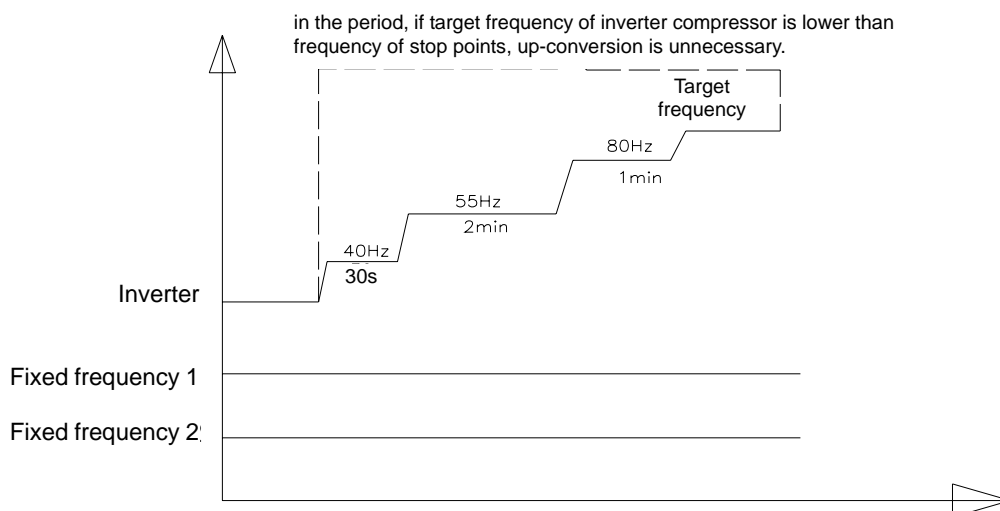 in the period, if target frequency of inverter compressor is lower than
frequency of stop points, up-conversion is unnecessary.
Target
frequency
80Hz
1min
55Hz
2min
40Hz
30s
Inverter
Fixed frequency 1
Fixed frequency 2